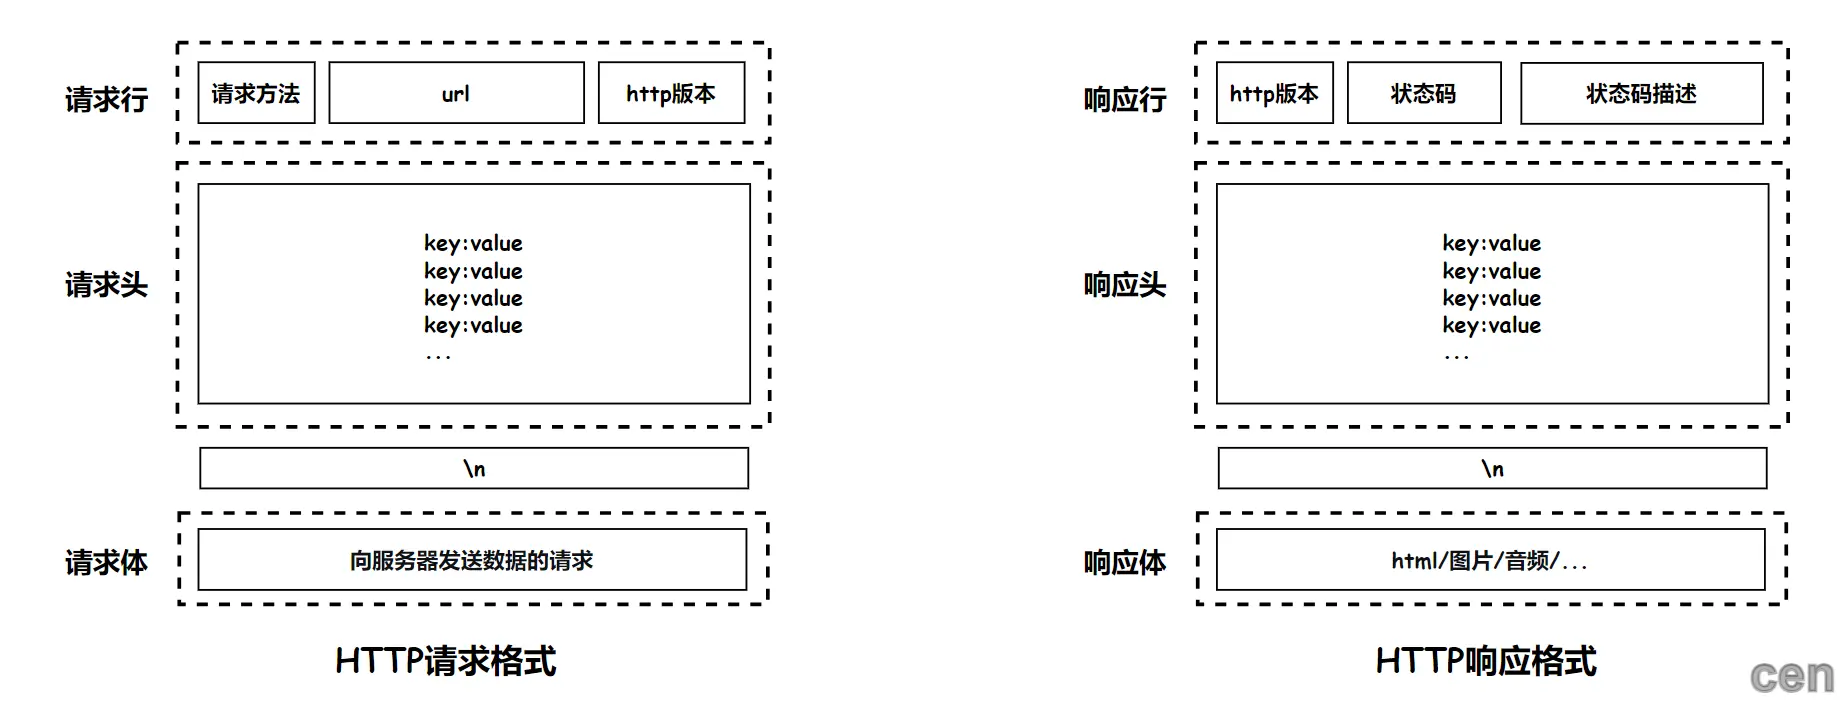 请求行
请求方法
url
http版本
请求头
key:value
key:value
key:value
key:value
...
\n
请求体
向服务器发送数据的请求
HTTP请求格式
响应行
http版本
状态码
状态码描述
响应头
key:value
key:value
key:value
key:value
...
\n
响应体
html/图片/音频/...
HTTP响应格式
cen